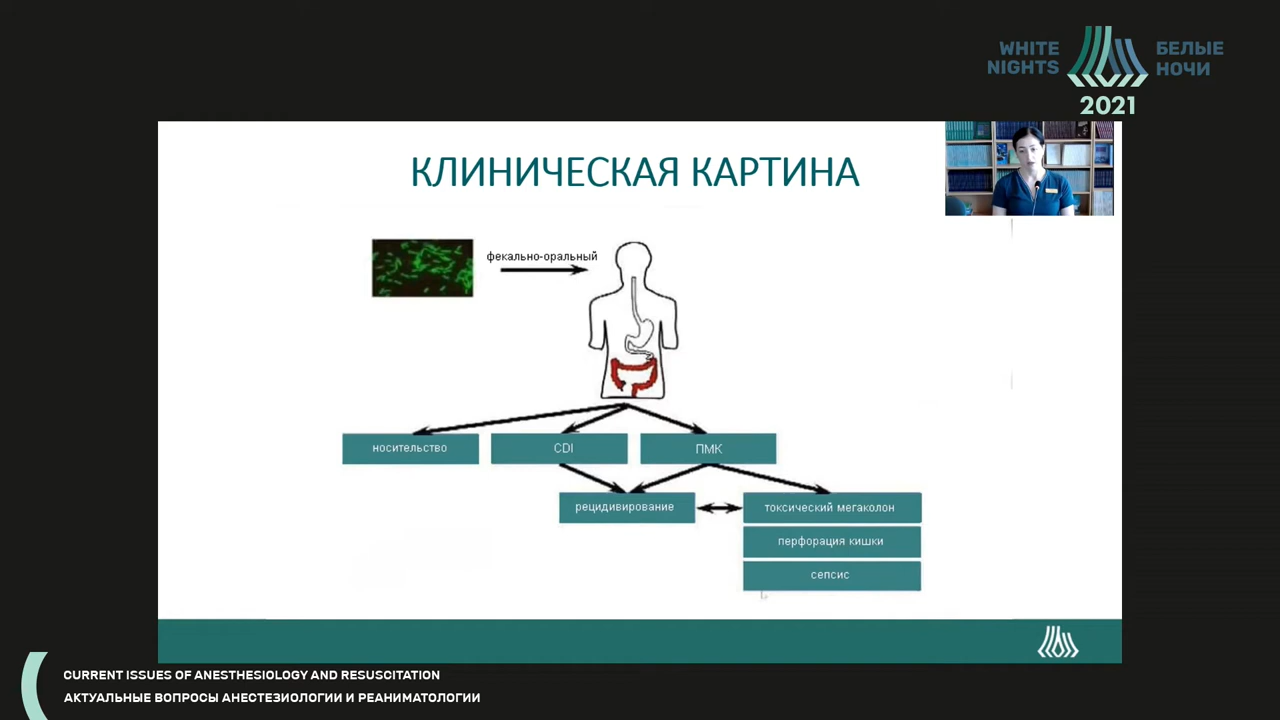 WHITE
NIGHTS
БЕЛЫЕ
НОЧИ
2021
КЛИНИЧЕСКАЯ КАРТИНА
фекально-оральный
носительство
CDI
ПМК
рецидивирование
токсический мегаколон
перфорация кишки
сепсис
CURRENT ISSUES OF ANESTHESIOLOGY AND RESUSCITATION
АКТУАЛЬНЫЕ ВОПРОСЫ АНЕСТЕЗИОЛОГИИ И РЕАНИМАТОЛОГИИ